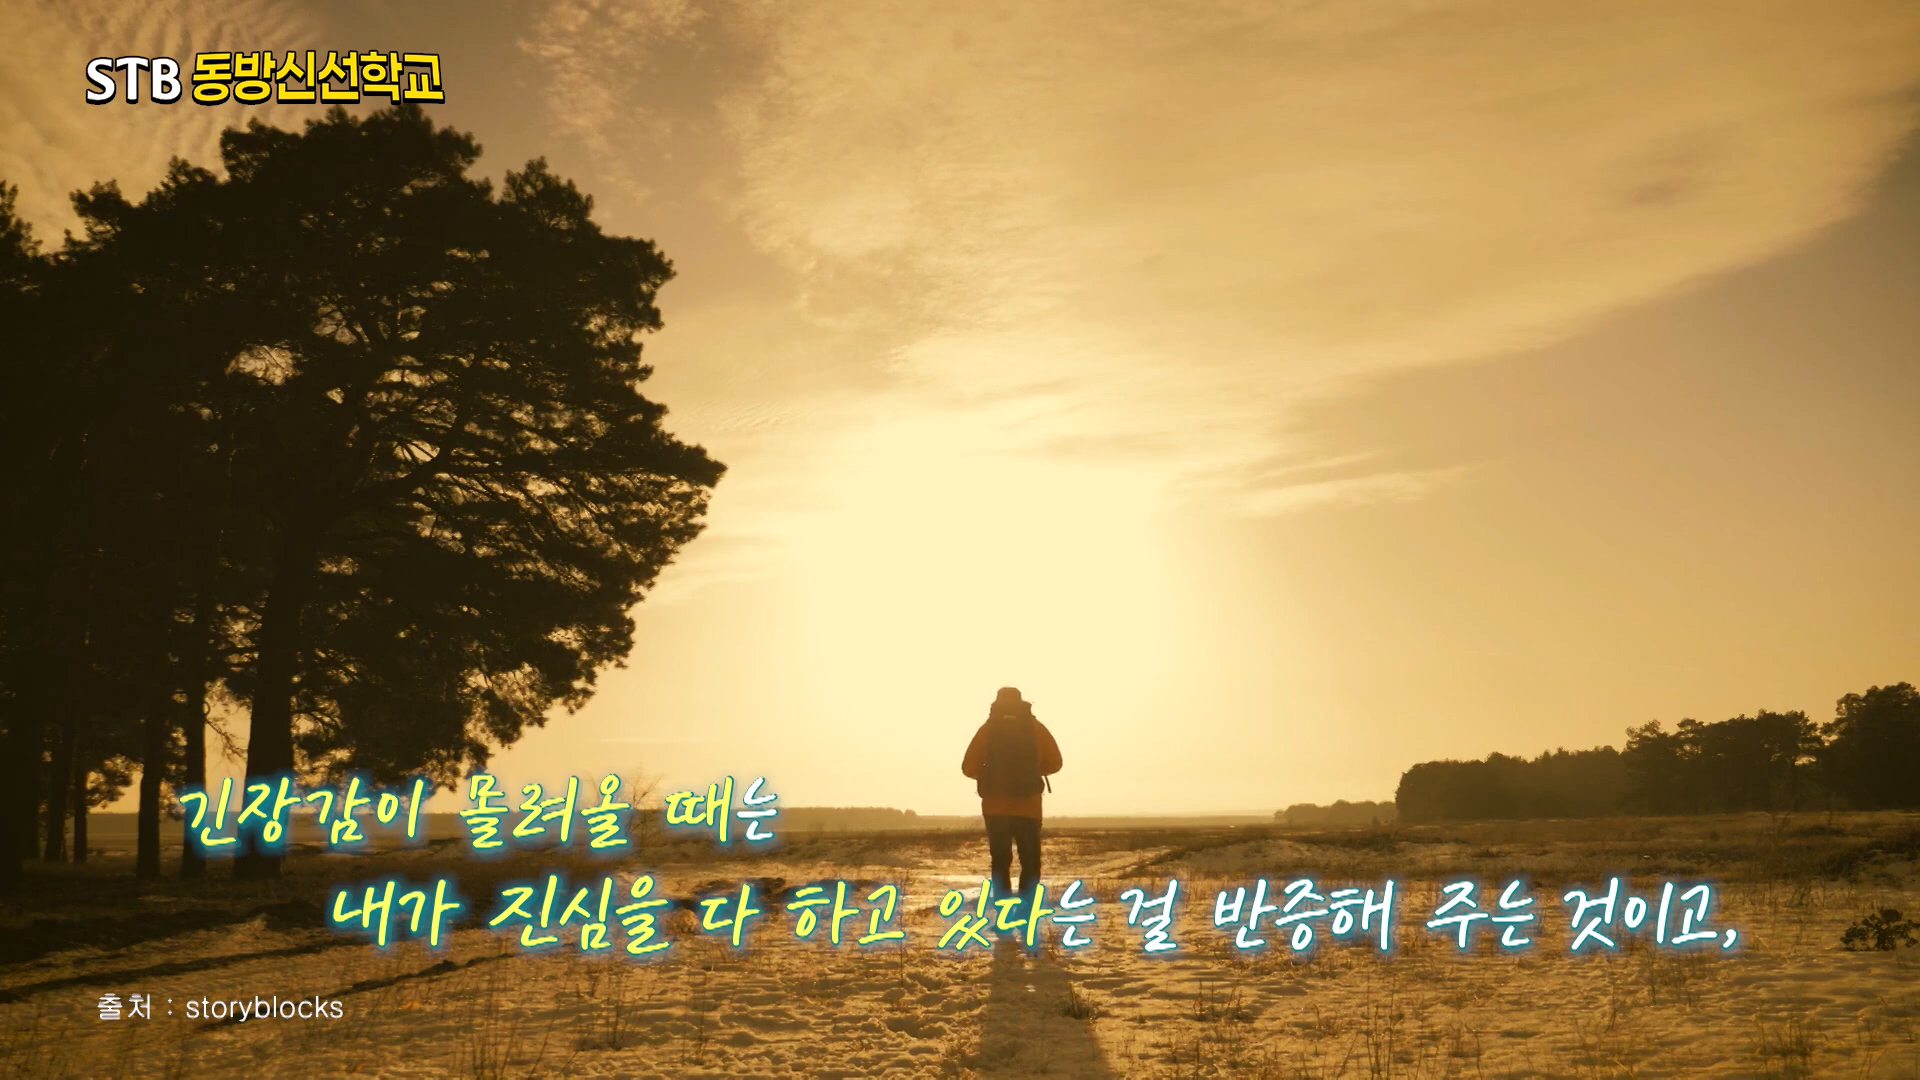 STB 동방신선학교
긴장감이 몰려올 때는
내가 진심을 다 하고 있다는 걸 반증해 주는 것이고,
출처 : storyblocks